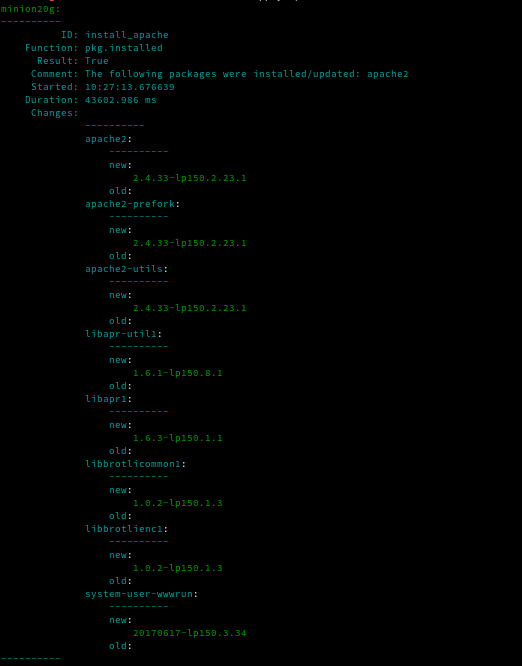 minion20g:
----------
ID: install_apache
Function: pkg.installed
Result: True
Comment: The following packages were installed/updated: apache2
Started: 10:27:13.676639
Duration: 43602.986 ms
Changes:
----------
apache2:
----------
new:
2.4.33-lp150.2.23.1
old:
apache2-prefork:
----------
new:
2.4.33-lp150.2.23.1
old:
apache2-utils:
----------
new:
2.4.33-lp150.2.23.1
old:
libapr-util1:
----------
new:
1.6.1-lp150.8.1
old:
libapr1:
----------
new:
1.6.3-lp150.1.1
old:
libbrotlicommon1:
----------
new:
1.0.2-lp150.1.3
old:
libbrotlienc1:
----------
new:
1.0.2-lp150.1.3
old:
system-user-wwwrun:
----------
new:
20170617-lp150.3.34
old:
----------